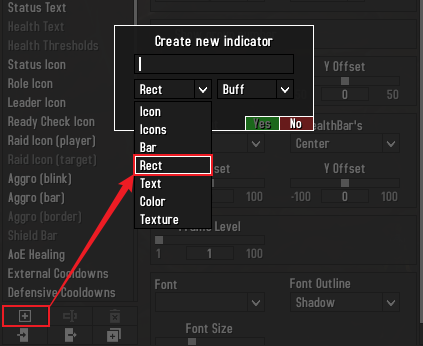 Status Text
Health Text
Health Thresholds
Status Icon
Role Icon
Leader Icon
Ready Check Icon
Raid Icon (player)
Raid Icon (target)
Aggro (blink)
Aggro (bar)
Aggro (border)
Shield Bar
AoE Healing
External Cooldowns
Defensive Cooldowns
Create new indicator
Rect Buff
Yes No
Icon
Icons
Bar
Rect
Text
Color
Texture
Y Offset
0 50
ealthBar's
Center
set Y Offset
100 -100 0 100
Frame Level
1 1 100
Font Font Outline
Shadow
Font Size